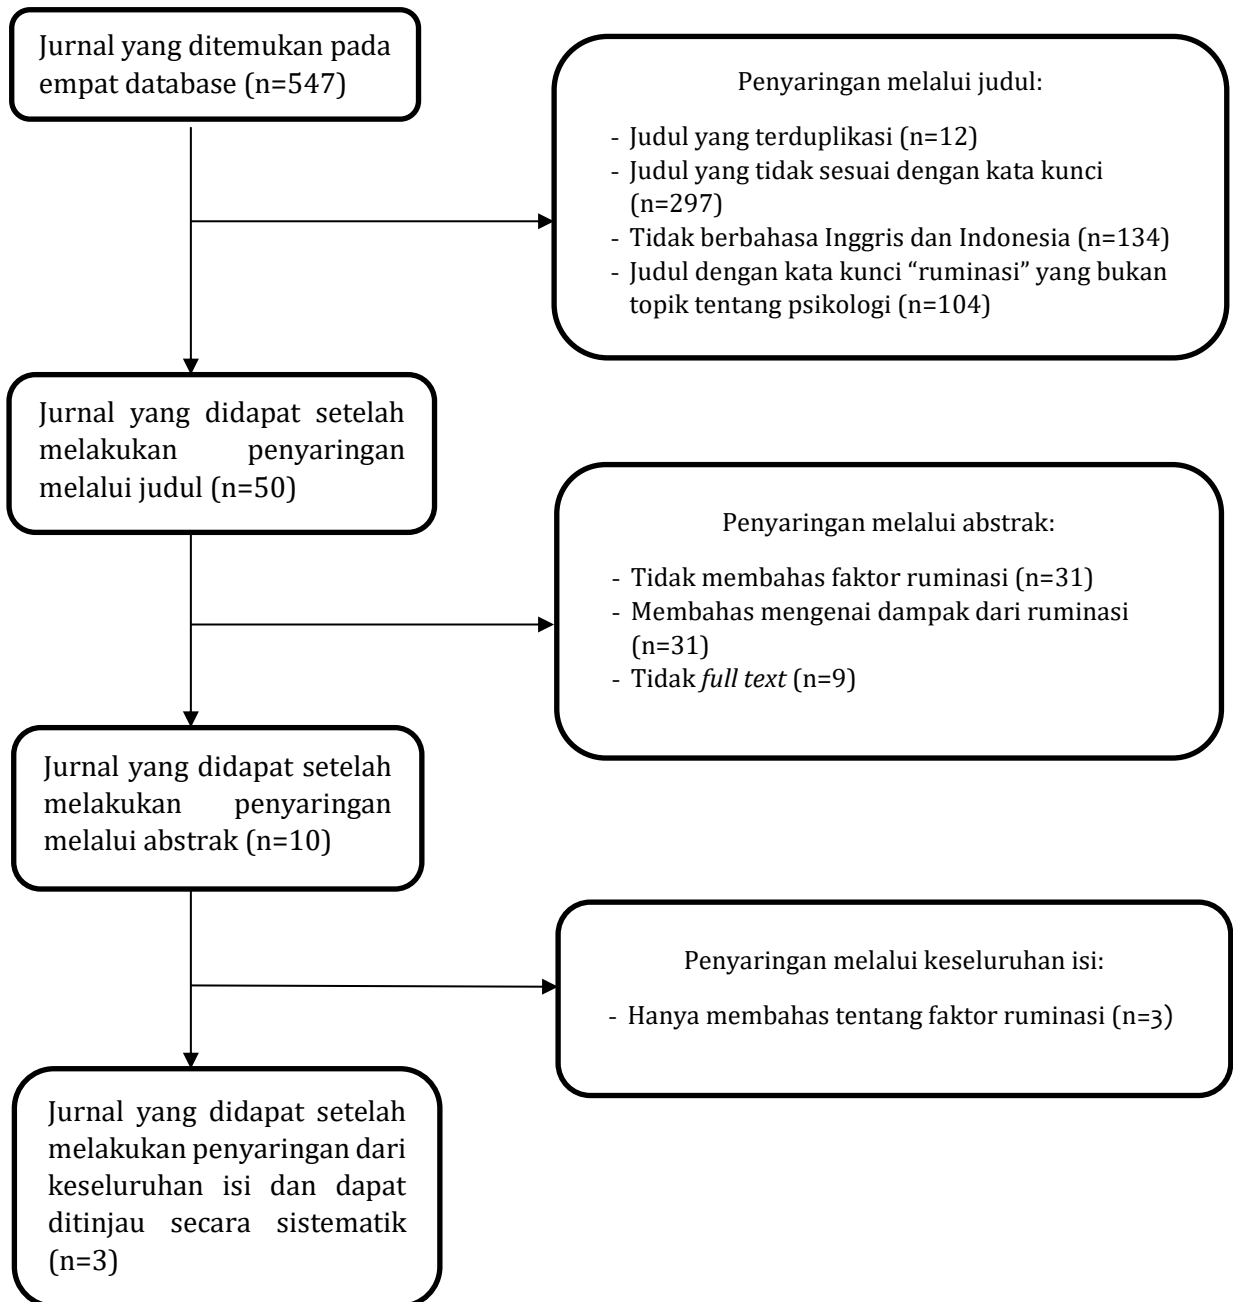 Jurnal yang ditemukan pada
empat database (n=547)
Penyaringan melalui judul:
- Judul yang terduplikasi (n=12)
- Judul yang tidak sesuai dengan kata kunci
(n=297)
- Tidak berbahasa Inggris dan Indonesia (n=134)
- Judul dengan kata kunci “ruminasi” yang bukan
topik tentang psikologi (n=104)
Jurnal yang didapat setelah
melakukan penyaringan
melalui judul (n=50)
Penyaringan melalui abstrak:
- Tidak membahas faktor ruminasi (n=31)
- Membahas mengenai dampak dari ruminasi
(n=31)
- Tidak full text (n=9)
Jurnal yang didapat setelah
melakukan penyaringan
melalui abstrak (n=10)
Penyaringan melalui keseluruhan isi:
- Hanya membahas tentang faktor ruminasi (n=3)
Jurnal yang didapat setelah
melakukan penyaringan dari
keseluruhan isi dan dapat
ditinjau secara sistematik
(n=3)